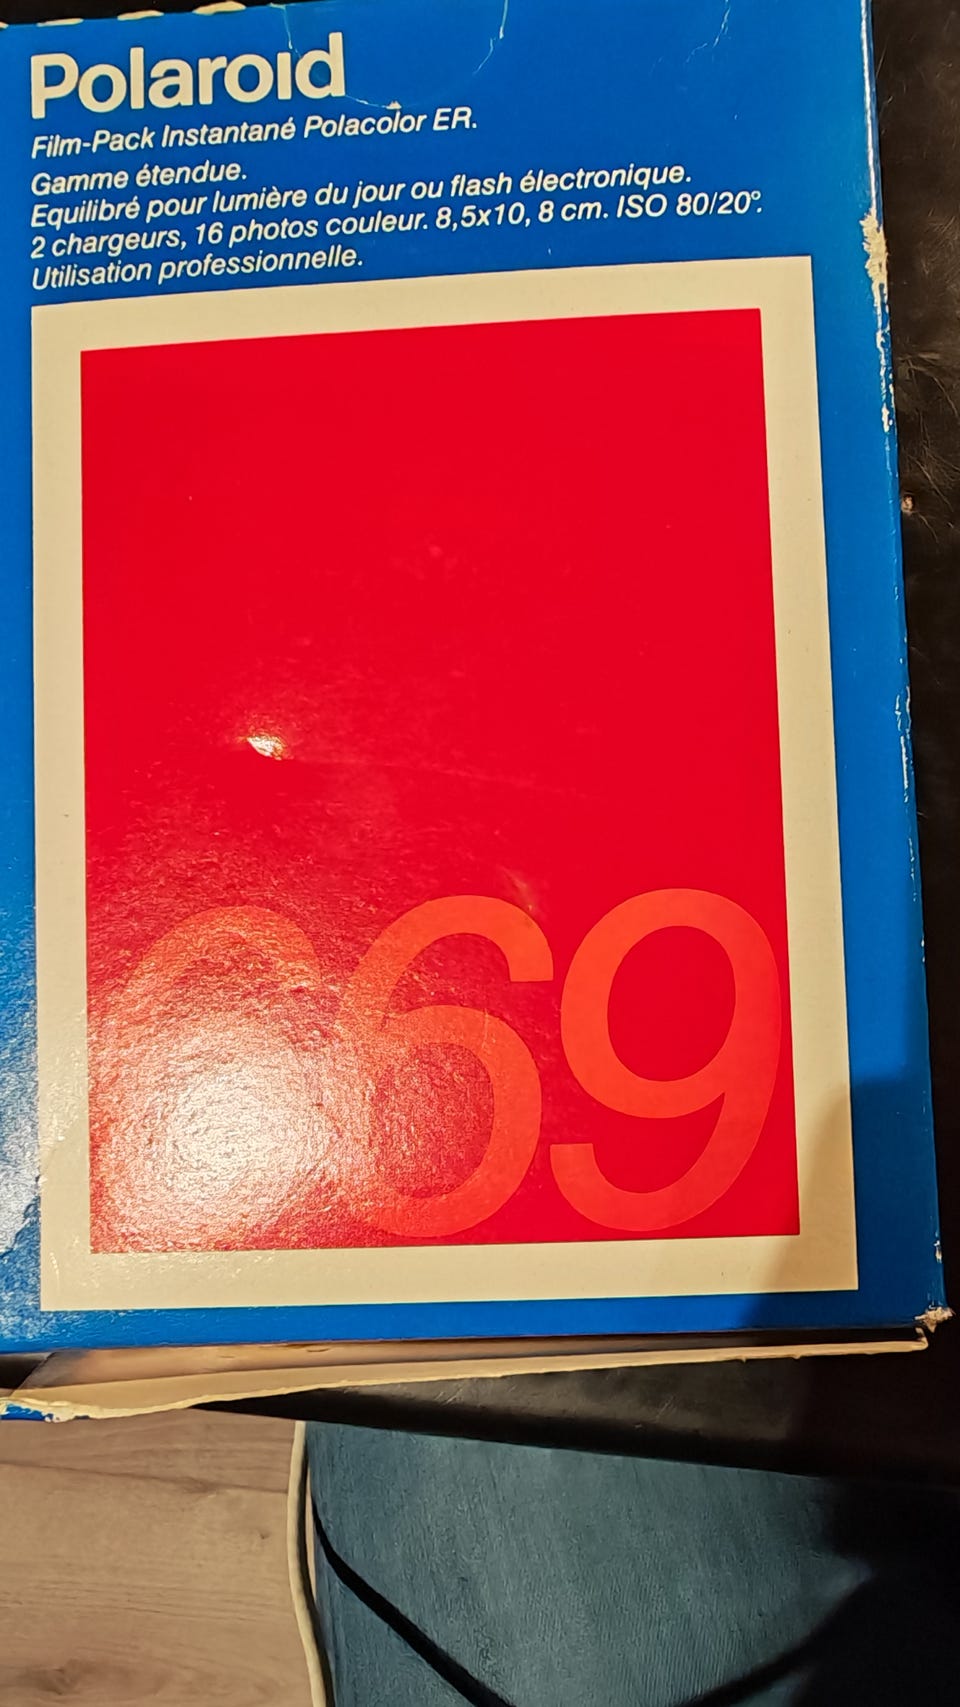 Polaroid
Film-Pack Instantané Polacolor ER.
Gamme étendue.
Equilibré pour lumière du jour ou flash électronique.
2 chargeurs, 16 photos couleur. 8,5x10, 8 cm. ISO 80/20°.
Utilisation professionnelle.
669